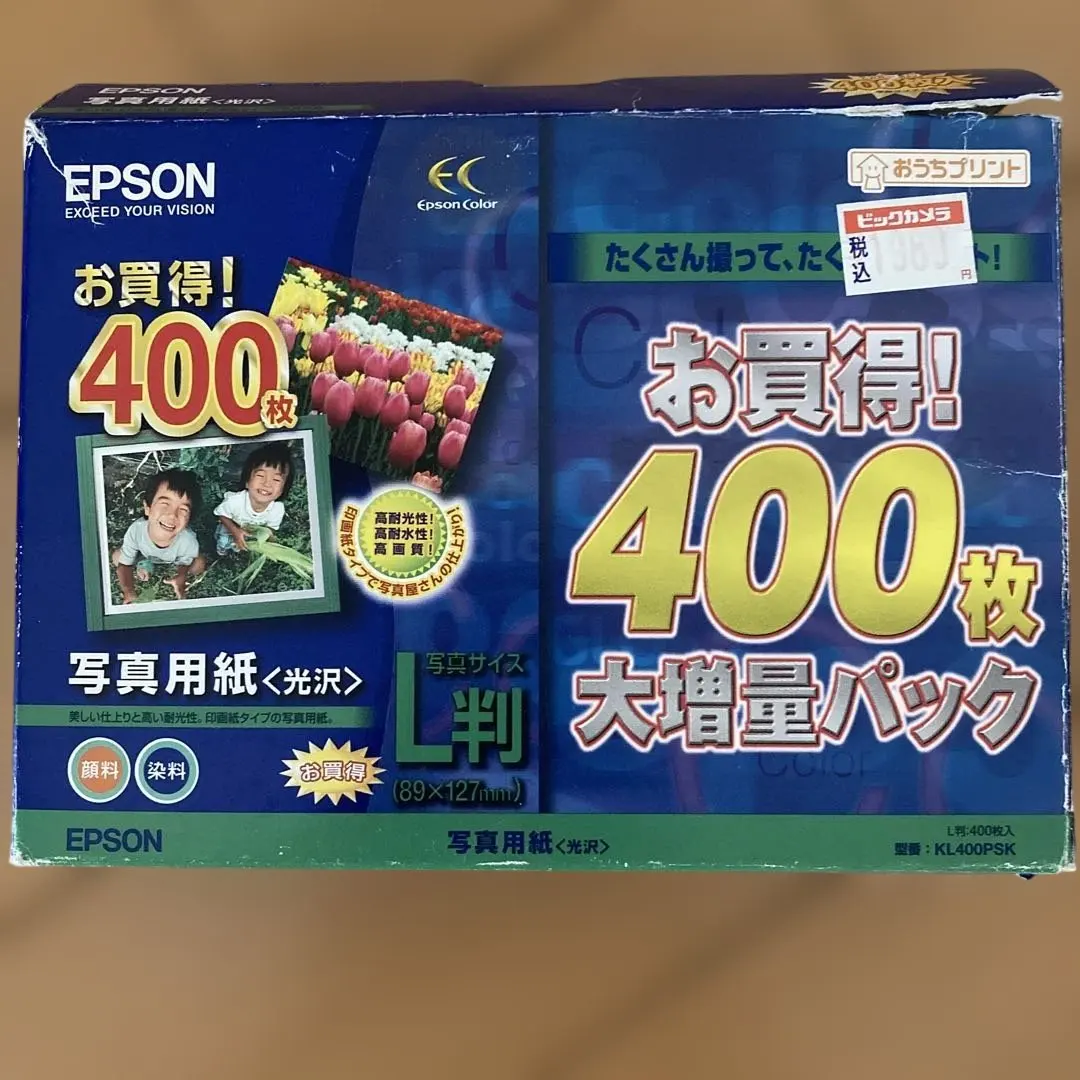 EPSON
写真用紙<光沢>
400枚入
EPSON
EXCEED YOUR VISION
EC
Epson Color
おうちプリント
ビックカメラ
税込
円
たくさん撮って、たく
ト!
お買得!
400枚
お買得!
400枚
大増量パック
高耐光性!
高耐水性!
高画質!
印画紙タイプで写真屋さんの仕上がり!
写真用紙<光沢>
美しい仕上りと高い耐光性。印画紙タイプの写真用紙。
顔料
染料
お買得
写真サイズ
L判
(89×127mm)
EPSON
写真用紙<光沢>
L判:400枚入
型番:KL400PSK